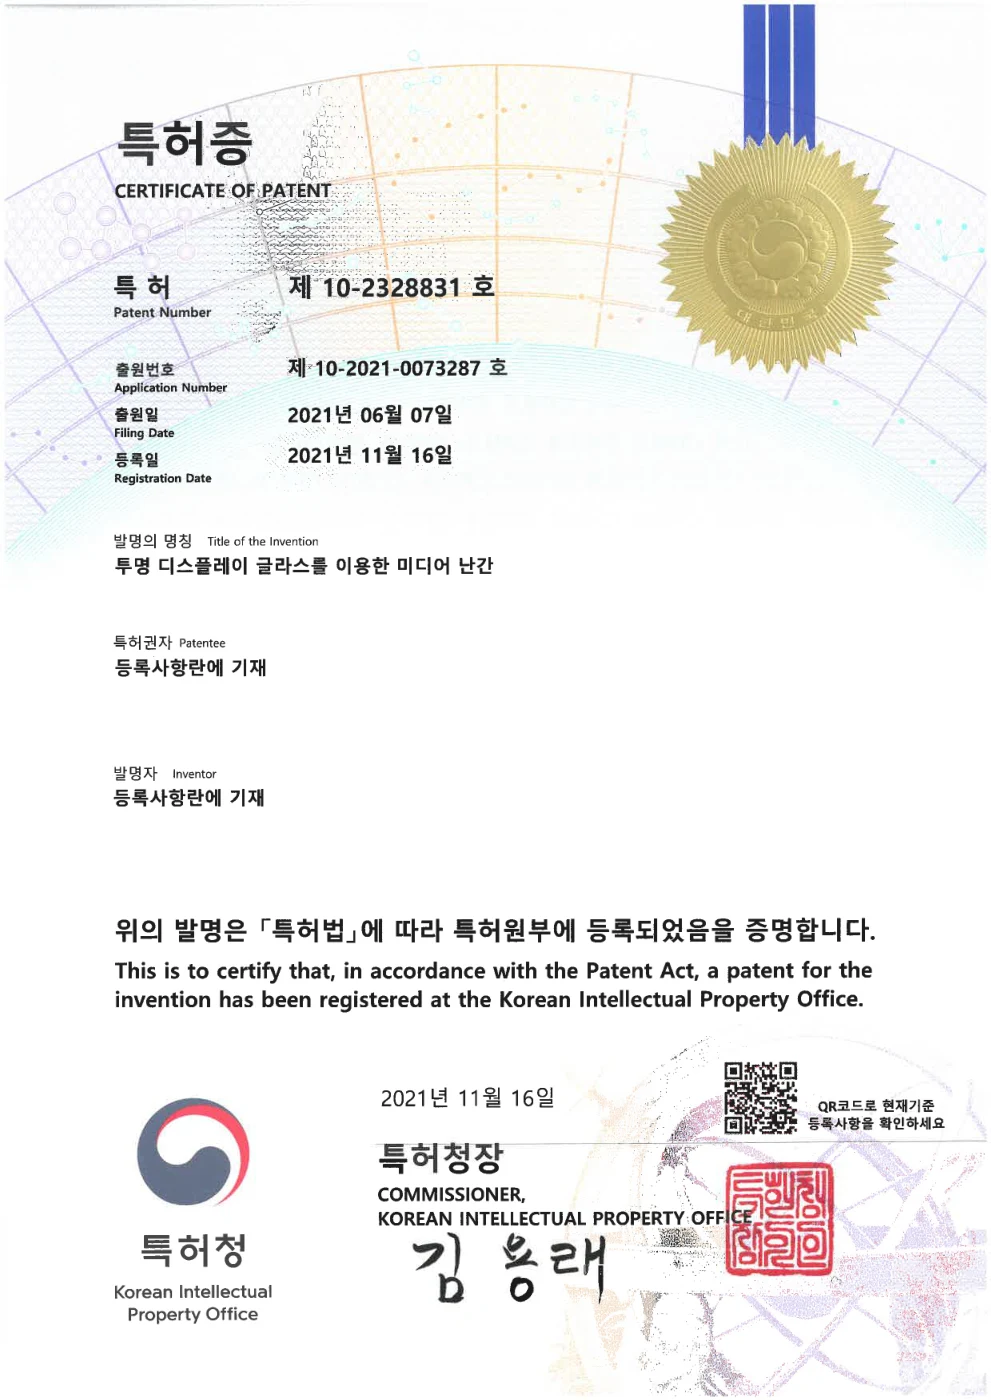 특허증
CERTIFICATE OF PATENT
특 허 제 10-2328831 호
Patent Number
출원번호 제 10-2021-0073287 호
Application Number
출원일 2021년 06월 07일
Filing Date
등록일 2021년 11월 16일
Registration Date
발명의 명칭 Title of the Invention
투명 디스플레이 글라스를 이용한 미디어 난간
특허권자 Patentee
등록사항란에 기재
발명자 Inventor
등록사항란에 기재
위의 발명은 「특허법」에 따라 특허원부에 등록되었음을 증명합니다.
This is to certify that, in accordance with the Patent Act, a patent for the
invention has been registered at the Korean Intellectual Property Office.
2021년 11월 16일
QR코드로 현재기준
등록사항을 확인하세요
특허청장
COMMISSIONER,
KOREAN INTELLECTUAL PROPERTY OFFICE
김 용 래
특허청
Korean Intellectual
Property Office
대한민국